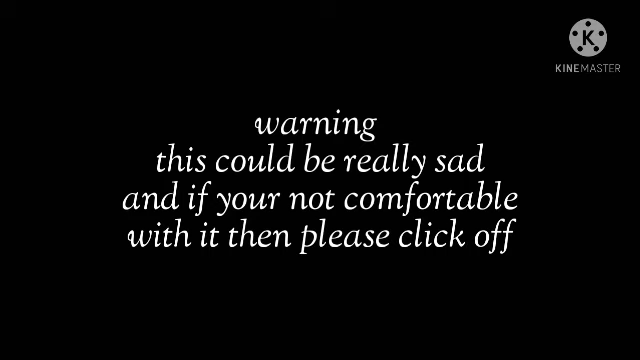 KINEMASTER
warning
this could be really sad
and if your not comfortable
with it then please click off